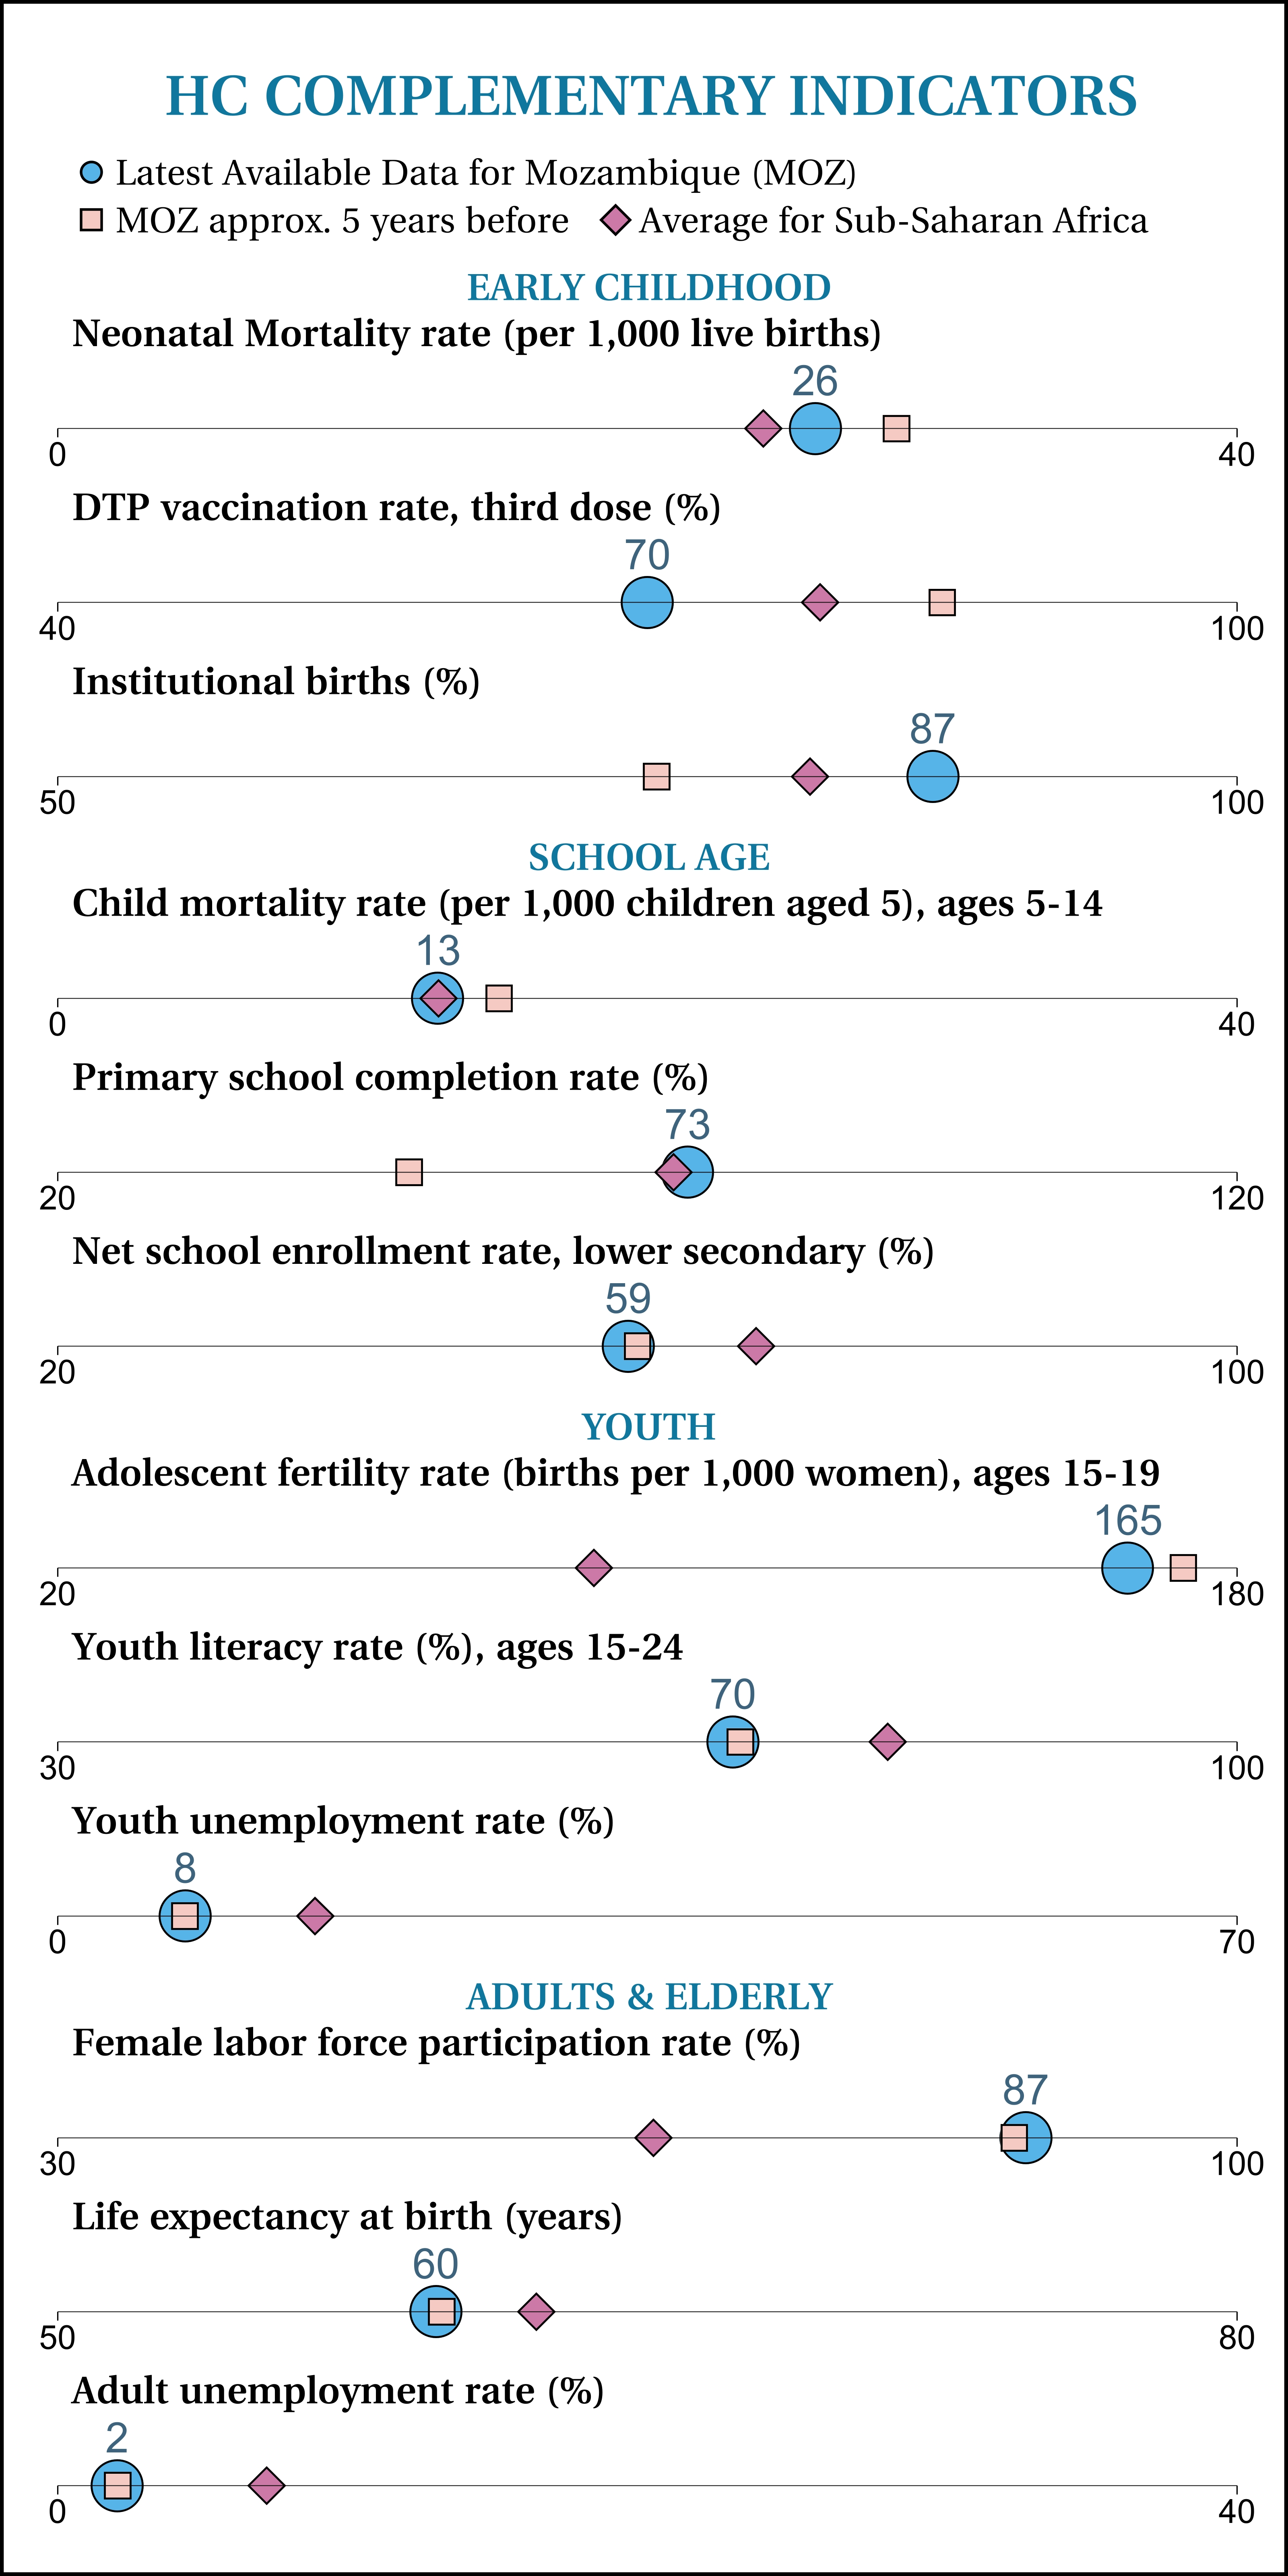 HC COMPLEMENTARY INDICATORS
Latest Available Data for Mozambique (MOZ)
MOZ approx. 5 years before Average for Sub-Saharan Africa
EARLY CHILDHOOD
Neonatal Mortality rate (per 1,000 live births)
26
0 40
DTP vaccination rate, third dose (%)
70
40 100
Institutional births (%)
87
50 100
SCHOOL AGE
Child mortality rate (per 1,000 children aged 5), ages 5-14
13
0 40
Primary school completion rate (%)
73
20 120
Net school enrollment rate, lower secondary (%)
59
20 100
YOUTH
Adolescent fertility rate (births per 1,000 women), ages 15-19
165
20 180
Youth literacy rate (%), ages 15-24
70
30 100
Youth unemployment rate (%)
8
0 70
ADULTS & ELDERLY
Female labor force participation rate (%)
87
30 100
Life expectancy at birth (years)
60
50 80
Adult unemployment rate (%)
2
0 40